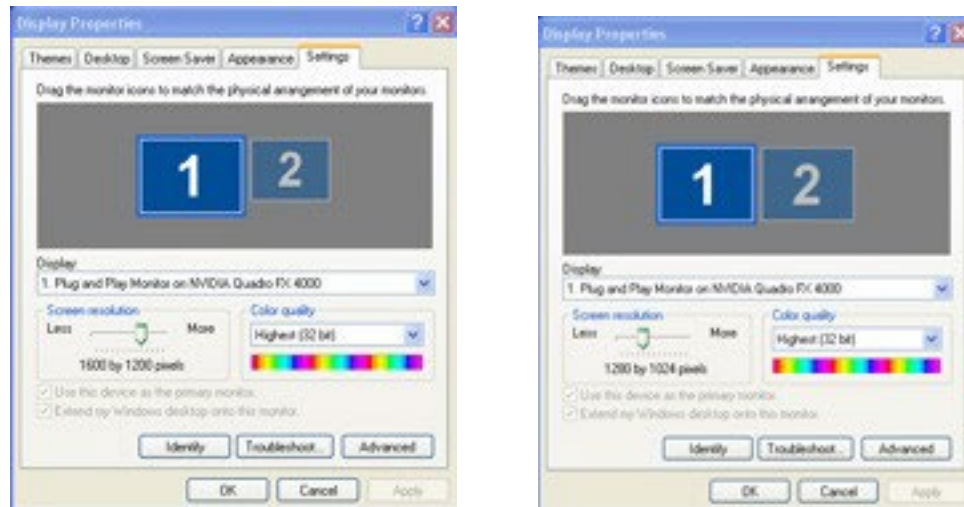 Display Properties
Themes Desktop Screen Saver Appearance Settings
Drag the monitor icons to match the physical arrangement of your monitors.
1 2
Display:
1. Plug and Play Monitor on NVIDIA Quadro FX 4000
Screen resolution Color quality
Less More Highest (32 bit)
1600 by 1200 pixels
Use this device as the primary monitor.
Extend my Windows desktop onto this monitor.
Identify Troubleshoot... Advanced
OK Cancel Apply
Display Properties
Themes Desktop Screen Saver Appearance Settings
Drag the monitor icons to match the physical arrangement of your monitors.
1 2
Display:
1. Plug and Play Monitor on NVIDIA Quadro FX 4000
Screen resolution Color quality
Less More Highest (32 bit)
1280 by 1024 pixels
Use this device as the primary monitor.
Extend my Windows desktop onto this monitor.
Identify Troubleshoot... Advanced
OK Cancel Apply